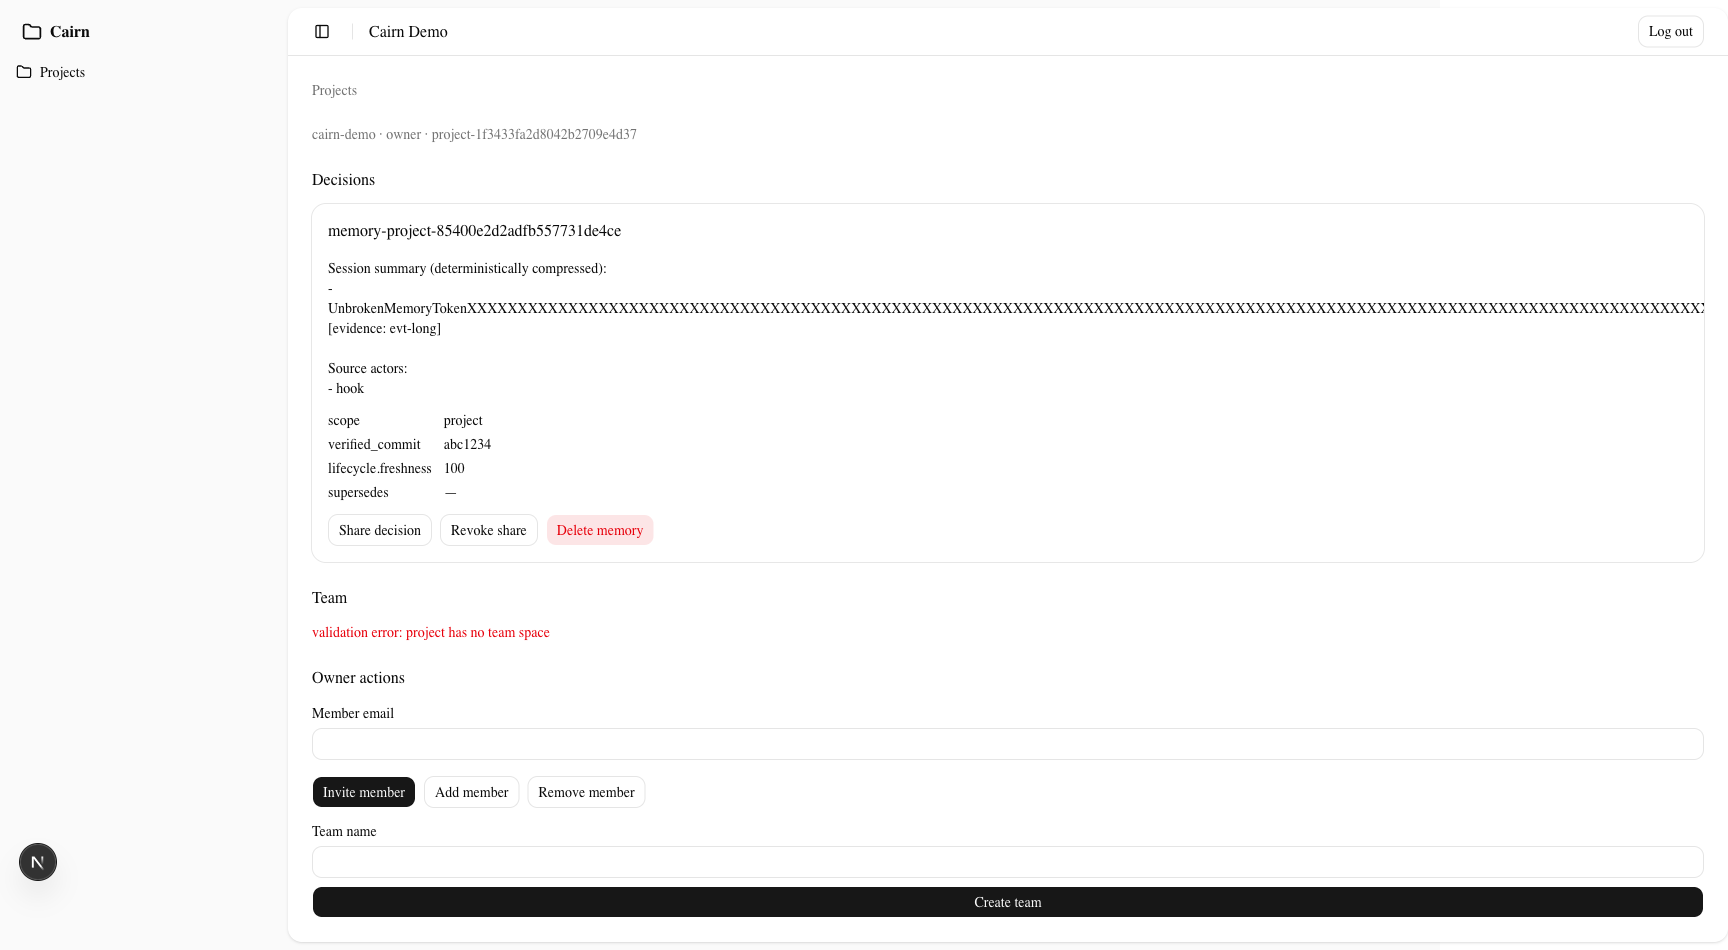 Cairn
Projects
Cairn Demo
Log out
Projects
cairn-demo · owner · project-1f3433fa2d8042b2709e4d37
Decisions
memory-project-85400e2d2adfb557731de4ce
Session summary (deterministically compressed):
-
[evidence: evt-long]
Source actors:
- hook
scope project
verified_commit abc1234
lifecycle.freshness 100
supersedes —
Share decision Revoke share Delete memory
Team
validation error: project has no team space
Owner actions
Member email
Invite member Add member Remove member
Team name
N
Create team